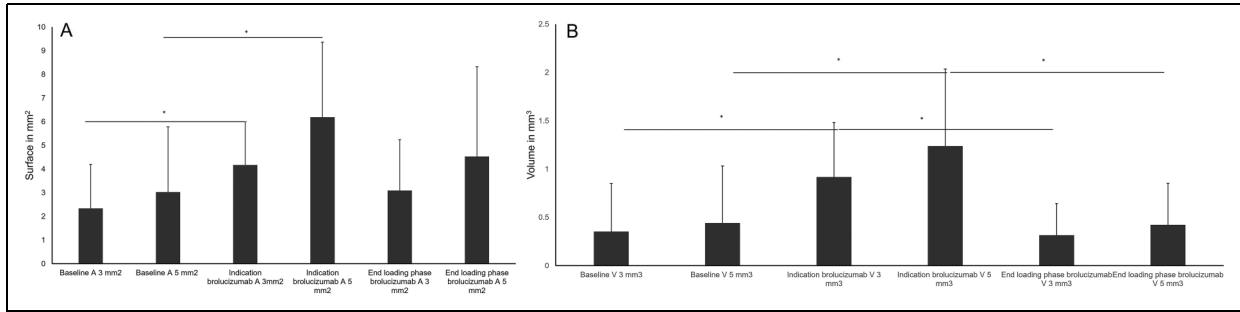 A
10
9
8
7
6
5
4
3
2
1
0
Surface in mm²
*
*
Baseline A 3 mm2
Baseline A 5 mm2
Indication
brolucizumab A 3mm2
Indication
brolucizumab A 5
mm2
End loading phase
brolucizumab A 3
mm2
End loading phase
brolucizumab A 5
mm2
B
2.5
2
1.5
1
0.5
0
Volume in mm³
*
*
*
*
Baseline V 3 mm3
Baseline V 5 mm3
Indication brolucizumab V 3
mm3
Indication brolucizumab V 5
mm3
End loading phase brolucizumab
V 3 mm3
End loading phase brolucizumab
V 5 mm3